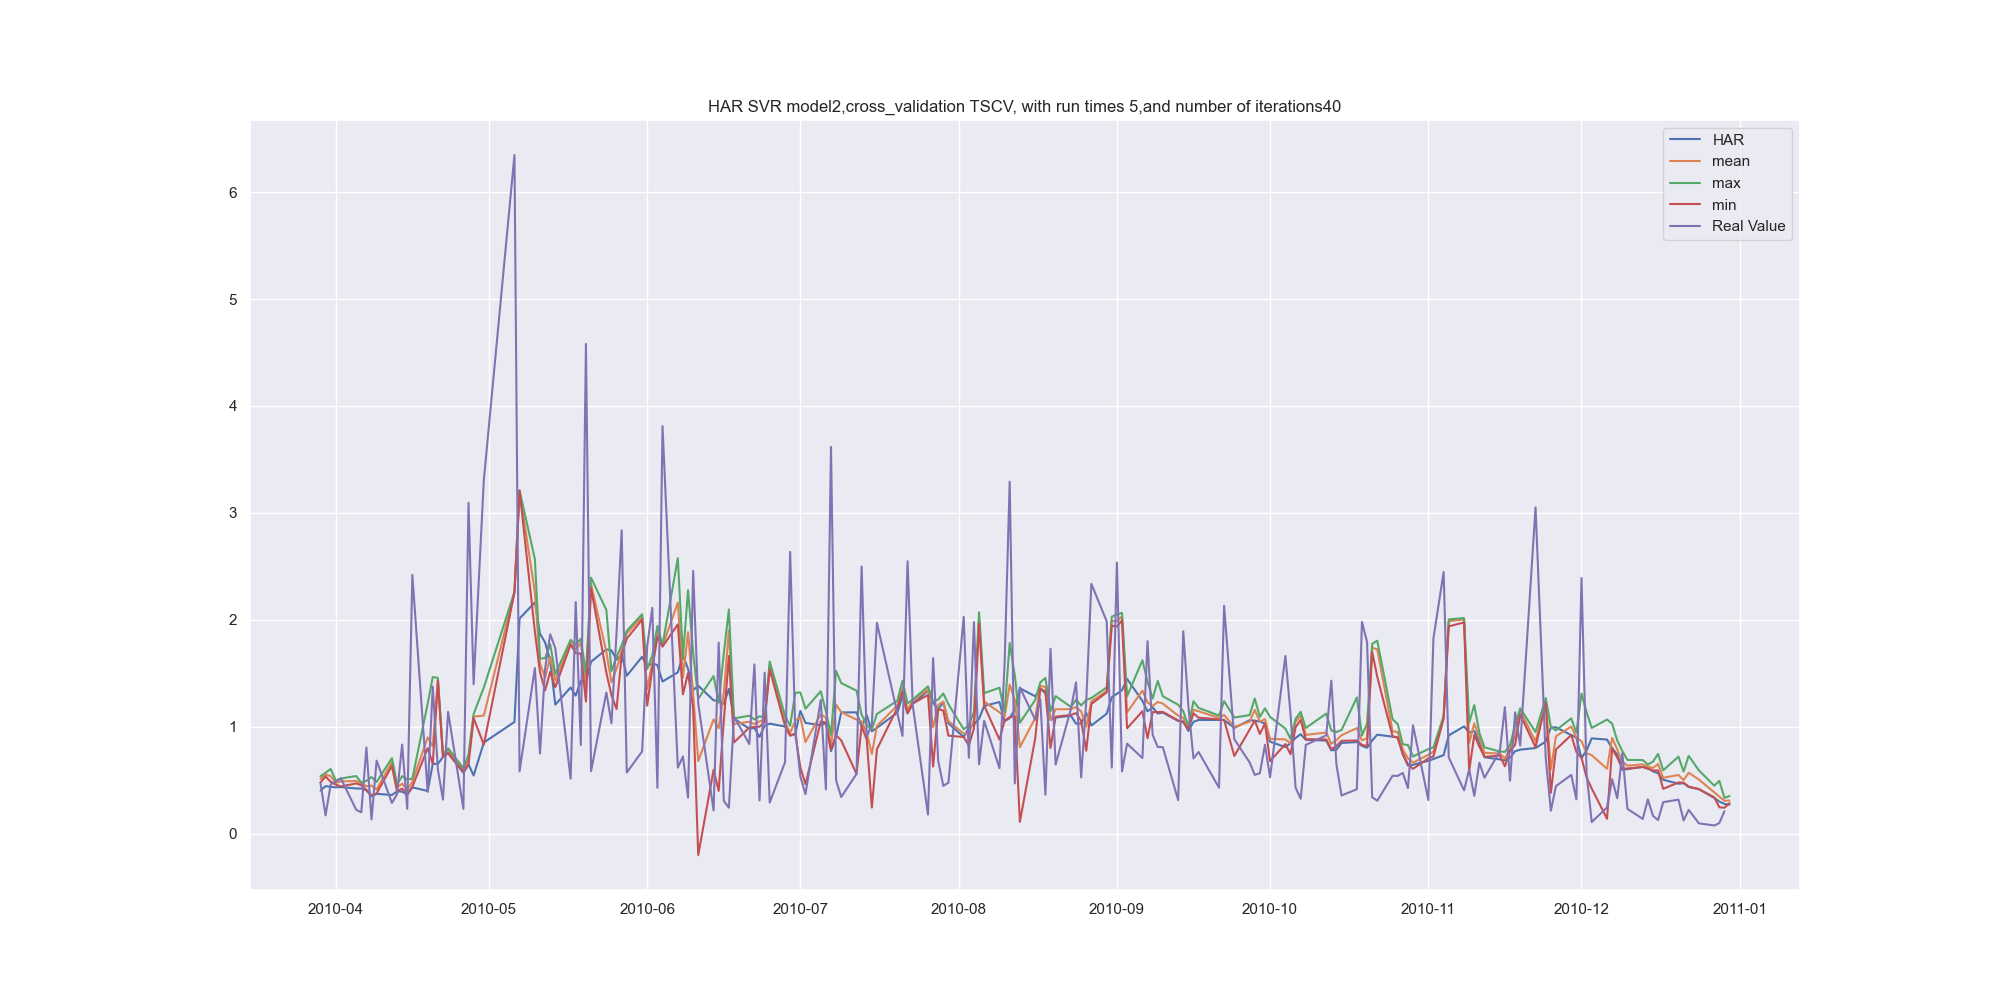 HAR SVR model2,cross_validation TSCV, with run times 5,and number of iterations40
HAR
mean
max
min
Real Value
6
5
4
3
2
1
0
2010-04 2010-05 2010-06 2010-07 2010-08 2010-09 2010-10 2010-11 2010-12 2011-01